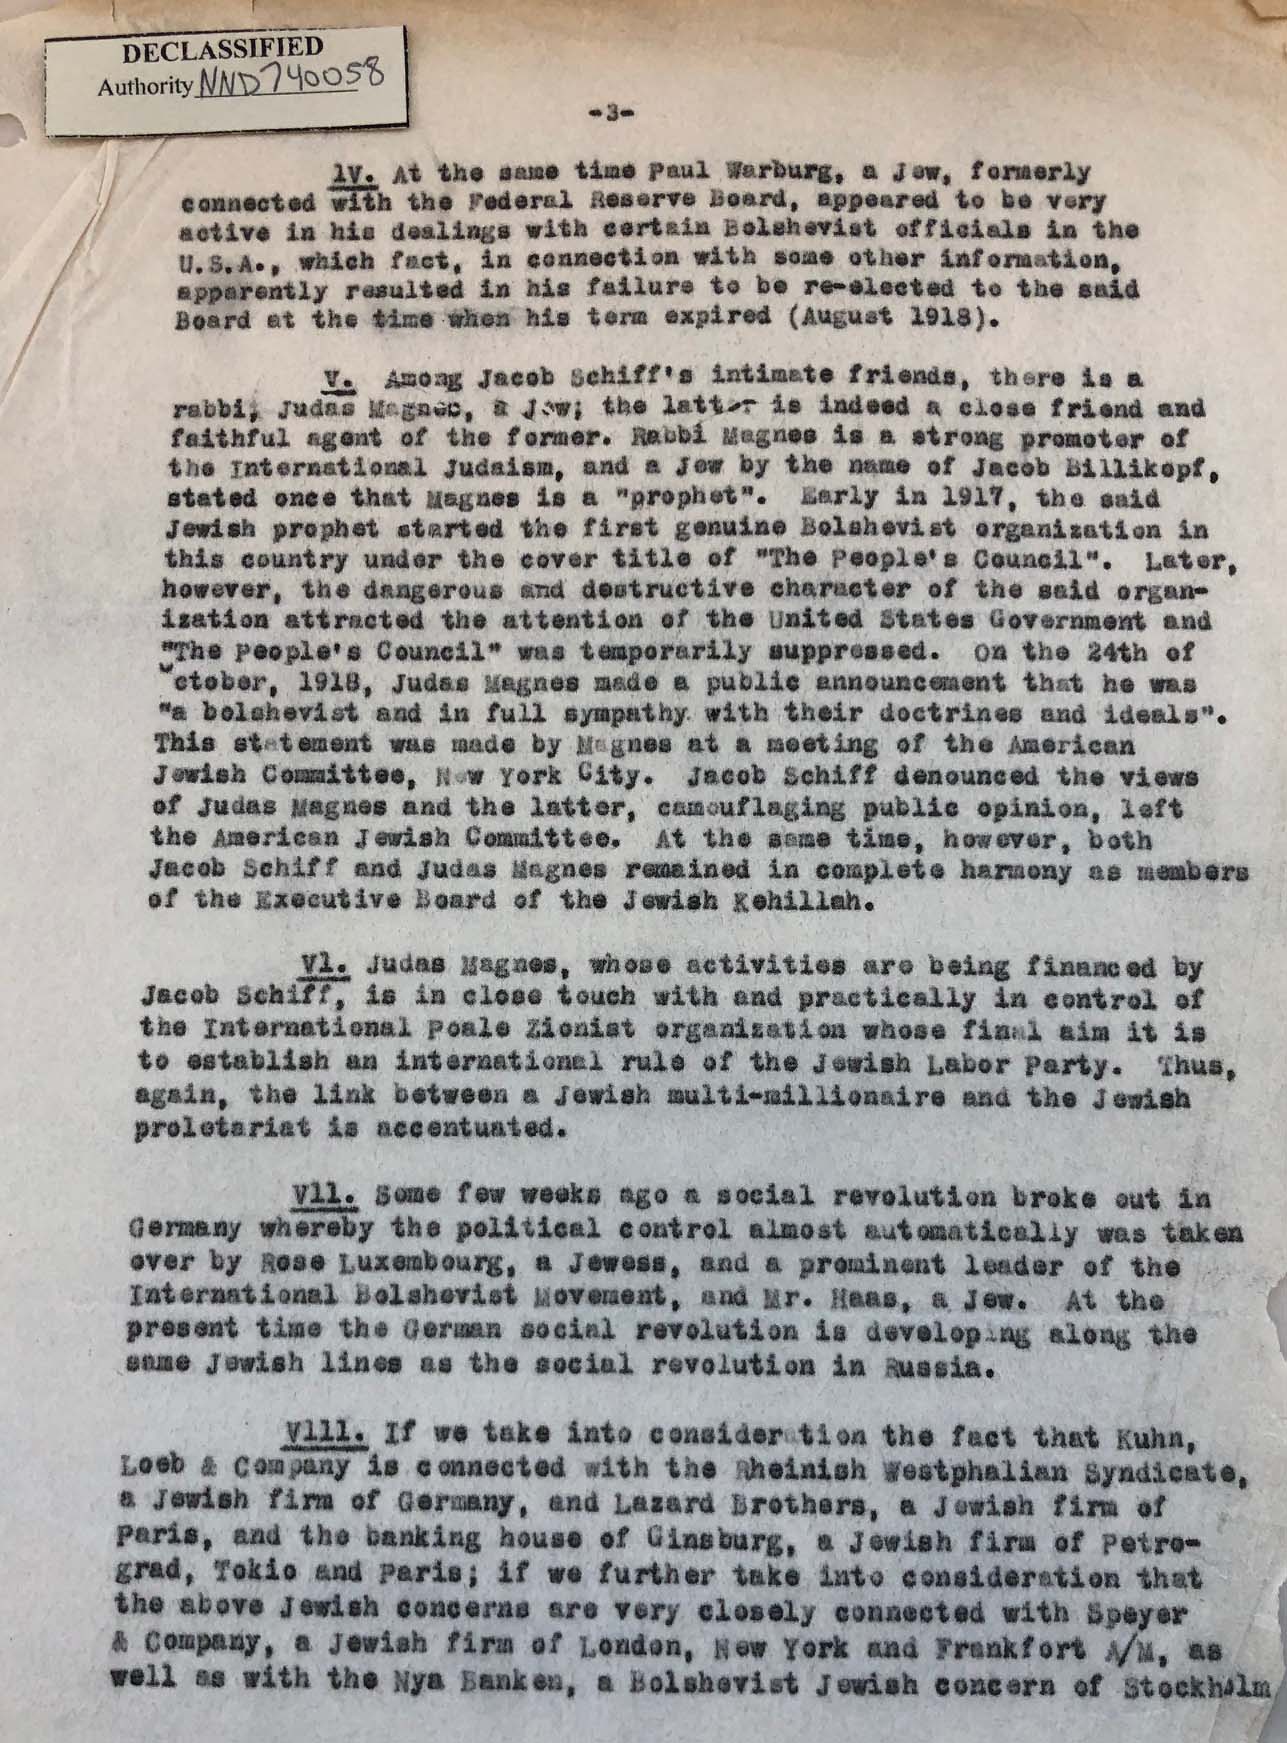 DECLASSIFIED
Authority NND740058
-3-
lV. At the same time Paul Warburg, a Jew, formerly
connected with the Federal Reserve Board, appeared to be very
active in his dealings with certain Bolshevist officials in the
U.S.A., which fact, in connection with some other information,
apparently resulted in his failure to be re-elected to the said
Board at the time when his term expired (August 1918).
V. Among Jacob Schiff's intimate friends, there is a
rabbi, Judas Magnes, a Jew; the latter is indeed a close friend and
faithful agent of the former. Rabbi Magnes is a strong promoter of
the International Judaism, and a Jew by the name of Jacob Billikopf,
stated once that Magnes is a "prophet". Early in 1917, the said
Jewish prophet started the first genuine Bolshevist organization in
this country under the cover title of "The People's Council". Later,
however, the dangerous and destructive character of the said organ-
ization attracted the attention of the United States Government and
"The People's Council" was temporarily suppressed. On the 24th of
October, 1918, Judas Magnes made a public announcement that he was
"a bolshevist and in full sympathy with their doctrines and ideals".
This statement was made by Magnes at a meeting of the American
Jewish Committee, New York City. Jacob Schiff denounced the views
of Judas Magnes and the latter, camouflaging public opinion, left
the American Jewish Committee. At the same time, however, both
Jacob Schiff and Judas Magnes remained in complete harmony as members
of the Executive Board of the Jewish Kehillah.
Vl. Judas Magnes, whose activities are being financed by
Jacob Schiff, is in close touch with and practically in control of
the International Poale Zionist organization whose final aim it is
to establish an international rule of the Jewish Labor Party. Thus,
again, the link between a Jewish multi-millionaire and the Jewish
proletariat is accentuated.
Vll. Some few weeks ago a social revolution broke out in
Germany whereby the political control almost automatically was taken
over by Rose Luxembourg, a Jewess, and a prominent leader of the
International Bolshevist Movement, and Mr. Haas, a Jew. At the
present time the German social revolution is developing along the
same Jewish lines as the social revolution in Russia.
Vlll. If we take into consideration the fact that Kuhn,
Loeb & Company is connected with the Rheinish Westphalian Syndicate,
a Jewish firm of Germany, and Lazard Brothers, a Jewish firm of
Paris, and the banking house of Ginsburg, a Jewish firm of Petro-
grad, Tokio and Paris; if we further take into consideration that
the above Jewish concerns are very closely connected with Speyer
& Company, a Jewish firm of London, New York and Frankfort A/M, as
well as with the Nya Banken, a Bolshevist Jewish concern of Stockholm